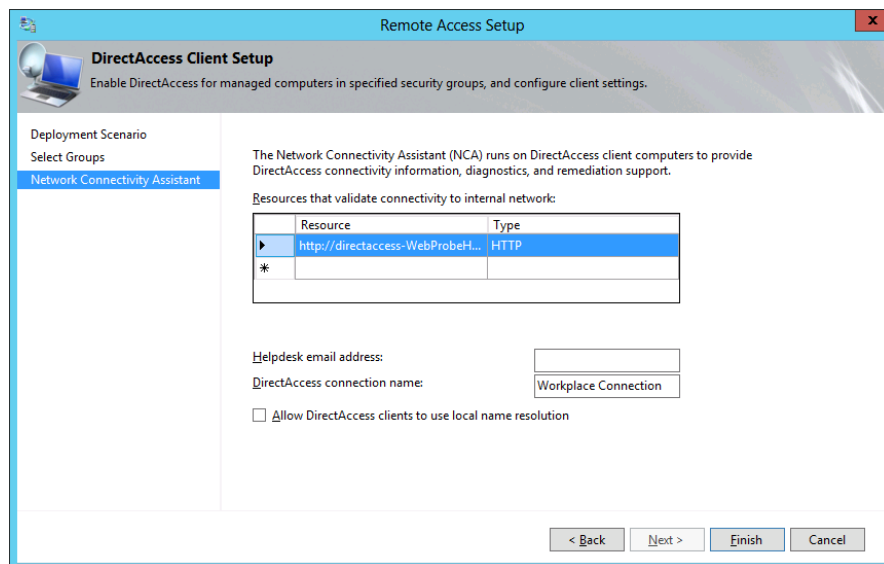 Remote Access Setup
x
DirectAccess Client Setup
Enable DirectAccess for managed computers in specified security groups, and configure client settings.
Deployment Scenario
Select Groups
Network Connectivity Assistant
The Network Connectivity Assistant (NCA) runs on DirectAccess client computers to provide
DirectAccess connectivity information, diagnostics, and remediation support.
Resources that validate connectivity to internal network:
Resource Type
http://directaccess-WebProbeH... HTTP
*
Helpdesk email address:
DirectAccess connection name: Workplace Connection
Allow DirectAccess clients to use local name resolution
< Back Next > Finish Cancel